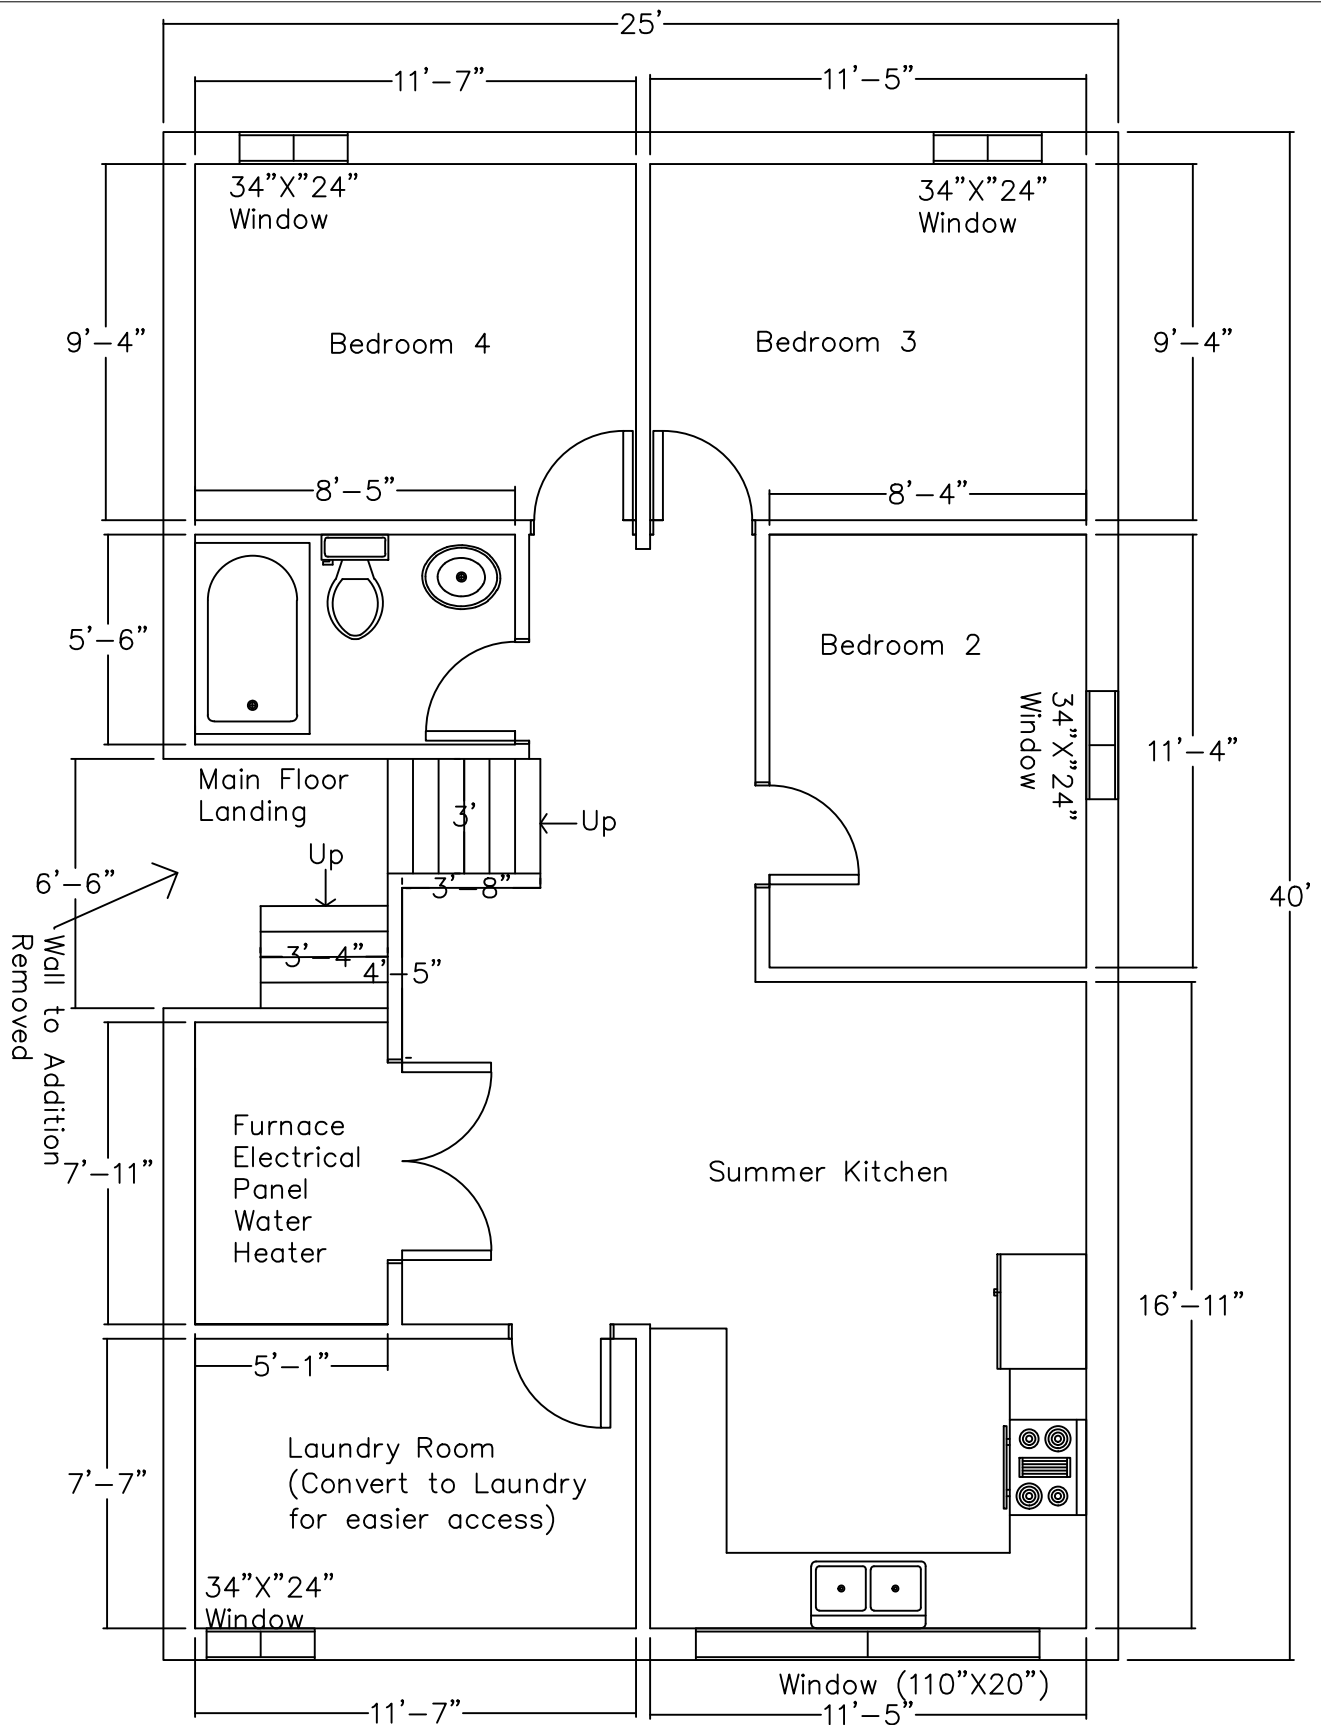 25'
11'-7"
11'-5"
34"X"24"
Window
34"X"24"
Window
9'-4"
Bedroom 4
Bedroom 3
9'-4"
8'-5"
8'-4"
5'-6"
Bedroom 2
34"X"24"
Window
11'-4"
Main Floor
Landing
3'
Up
Up
6'-6"
3'-8"
40'
3'-4"
4'-5"
Wall to Addition
Removed
7'-11"
Furnace
Electrical
Panel
Water
Heater
Summer Kitchen
16'-11"
5'-1"
7'-7"
Laundry Room
(Convert to Laundry
for easier access)
34"X"24"
Window
Window (110"X20")
11'-7"
11'-5"